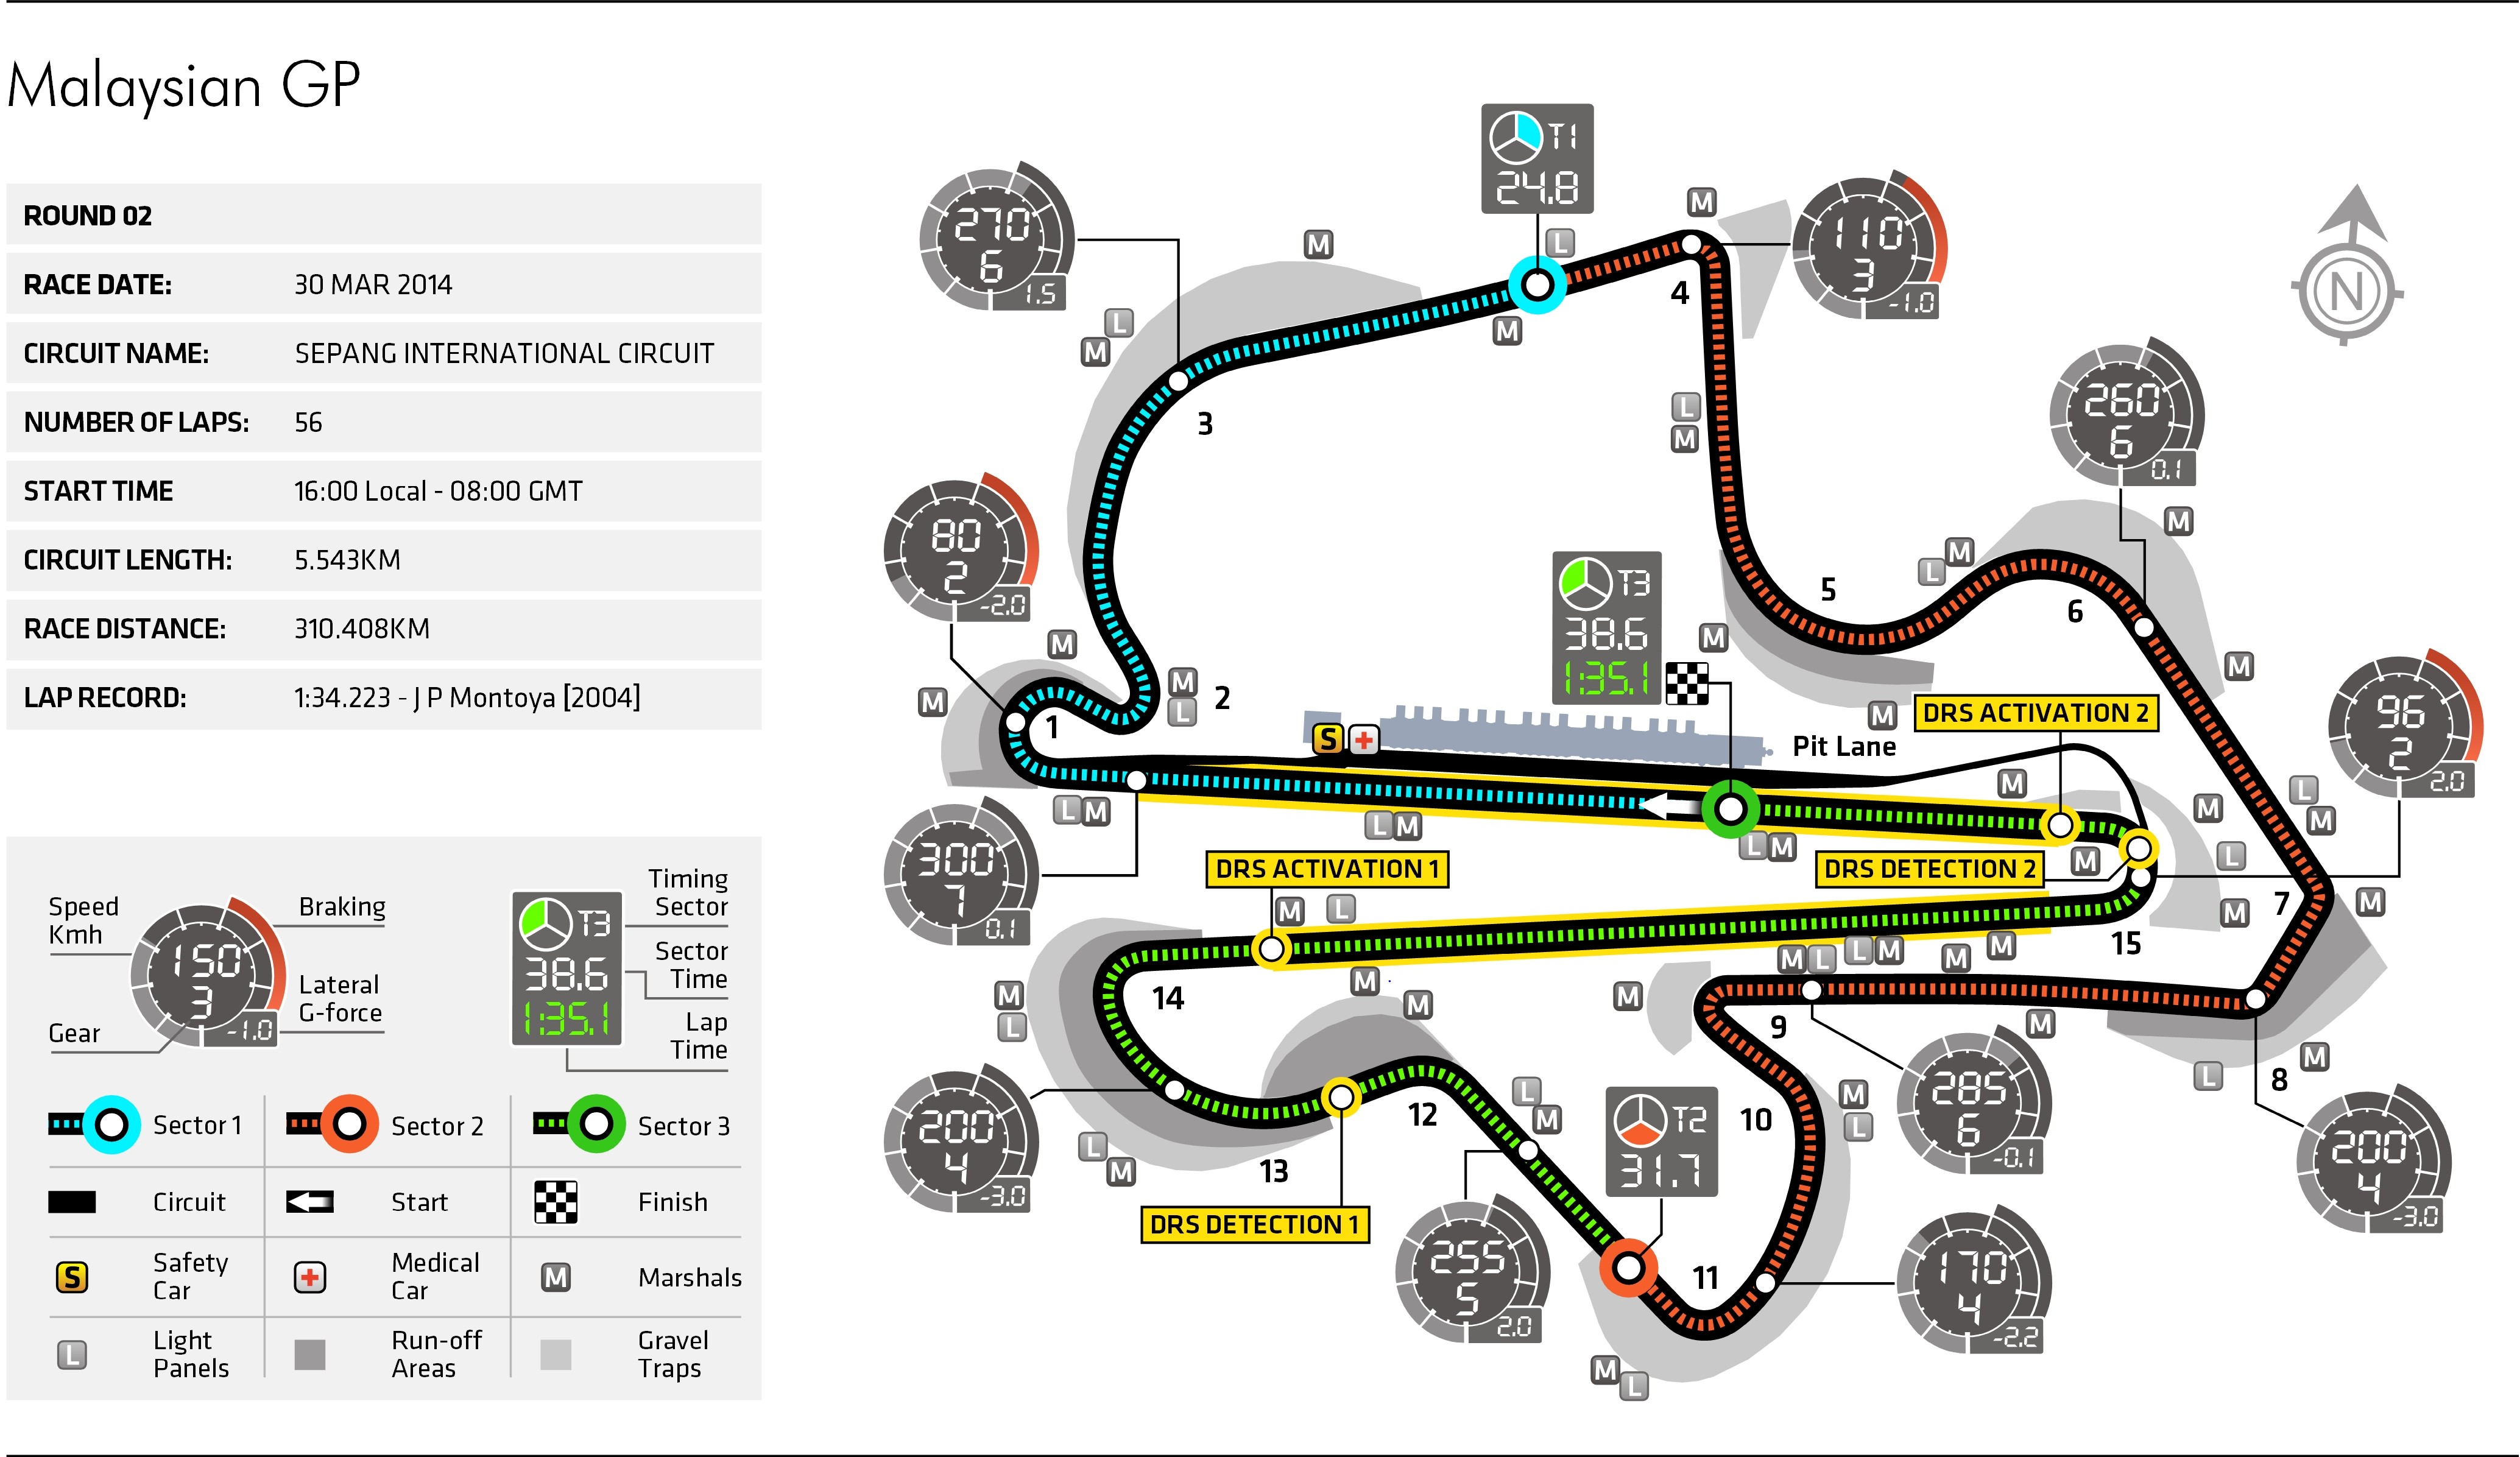 Malaysian GP
ROUND 02
RACE DATE: 30 MAR 2014
CIRCUIT NAME: SEPANG INTERNATIONAL CIRCUIT
NUMBER OF LAPS: 56
START TIME 16:00 Local - 08:00 GMT
CIRCUIT LENGTH: 5.543KM
RACE DISTANCE: 310.408KM
LAP RECORD: 1:34.223 - J P Montoya [2004]
Speed
Kmh
Gear
150
3
-1.0
Braking
Lateral
G-force
T3
38.6
1:35.1
Timing
Sector
Sector
Time
Lap
Time
Sector 1
Sector 2
Sector 3
Circuit
Start
Finish
S
Safety
Car
Medical
Car
M
Marshals
L
Light
Panels
Run-off
Areas
Gravel
Traps
T1
24.8
270
6
1.5
M
M
L
110
3
-1.0
N
L
M
M
4
3
260
6
0.1
L
M
80
2
-2.0
M
M
L
5
6
T3
38.6
1:35.1
M
M
M
M
M
L
2
1
96
2
2.0
M
DRS ACTIVATION 2
S
Pit Lane
M
L
M
M
L
M
L
M
L
M
300
7
0.1
DRS ACTIVATION 1
DRS DETECTION 2
M
L
M
L
M
7
M
15
M
L
L
M
M
M
M
M
M
L
14
M
M
9
M
M
L
8
285
6
-0.1
200
4
-3.0
200
4
-3.0
L
M
13
12
L
M
T2
31.7
10
M
L
DRS DETECTION 1
255
5
2.0
11
170
4
-2.2
M
L